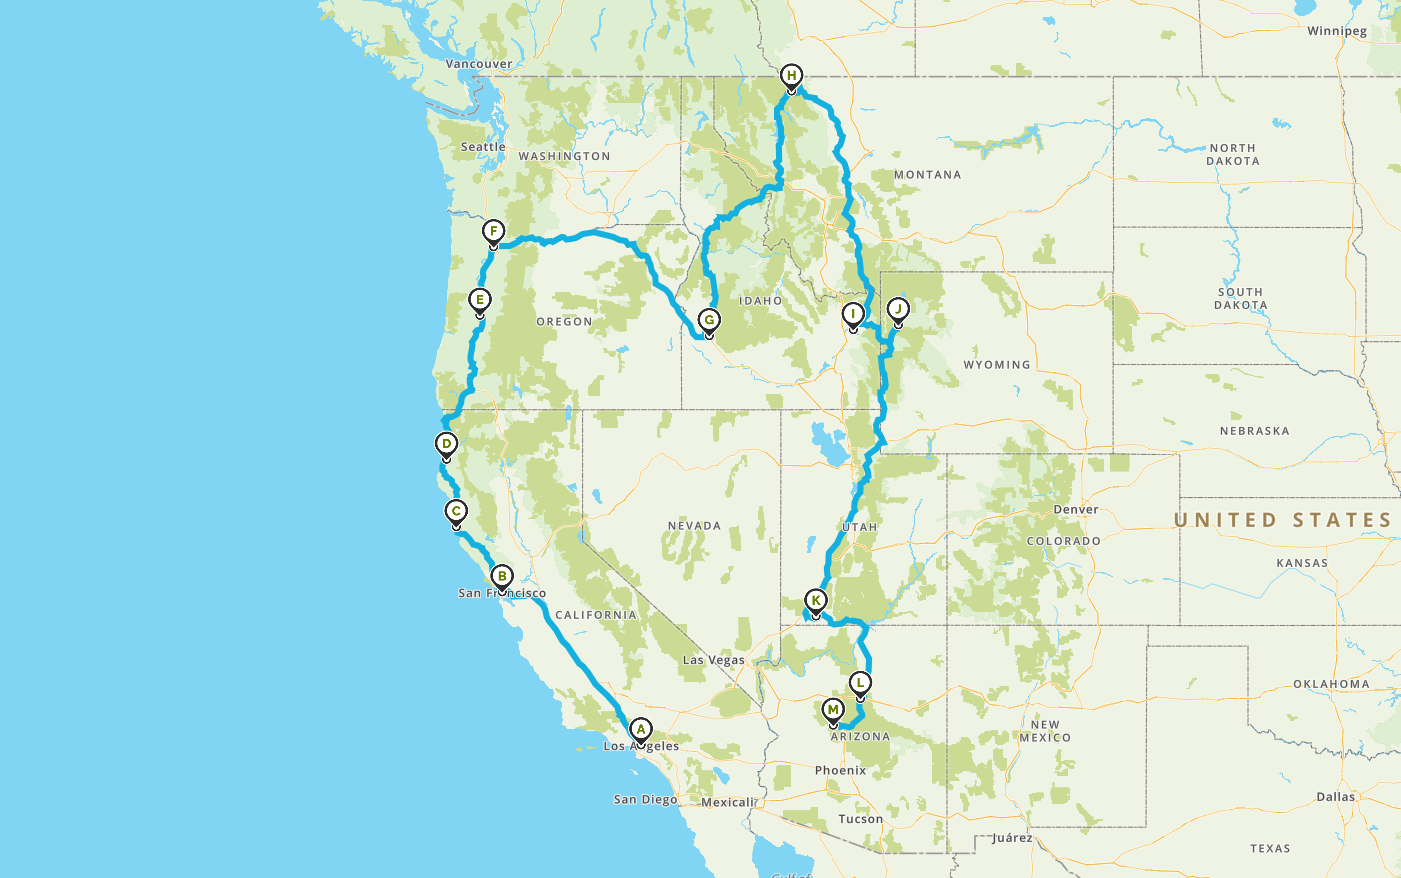 Winnipeg
Vancouver
H
Seattle
WASHINGTON
NORTH
DAKOTA
MONTANA
F
IDAHO
E
SOUTH
DAKOTA
OREGON
G
I
J
WYOMING
NEBRASKA
D
C
Denver
UNITED STATES
NEVADA
UTAH
COLORADO
KANSAS
B
San Francisco
CALIFORNIA
K
Las Vegas
L
OKLAHOMA
M
A
Los Angeles
ARIZONA
NEW
MEXICO
Phoenix
San Diego
Mexicali
Dallas
Tucson
Juárez
TEXAS
Gulf of